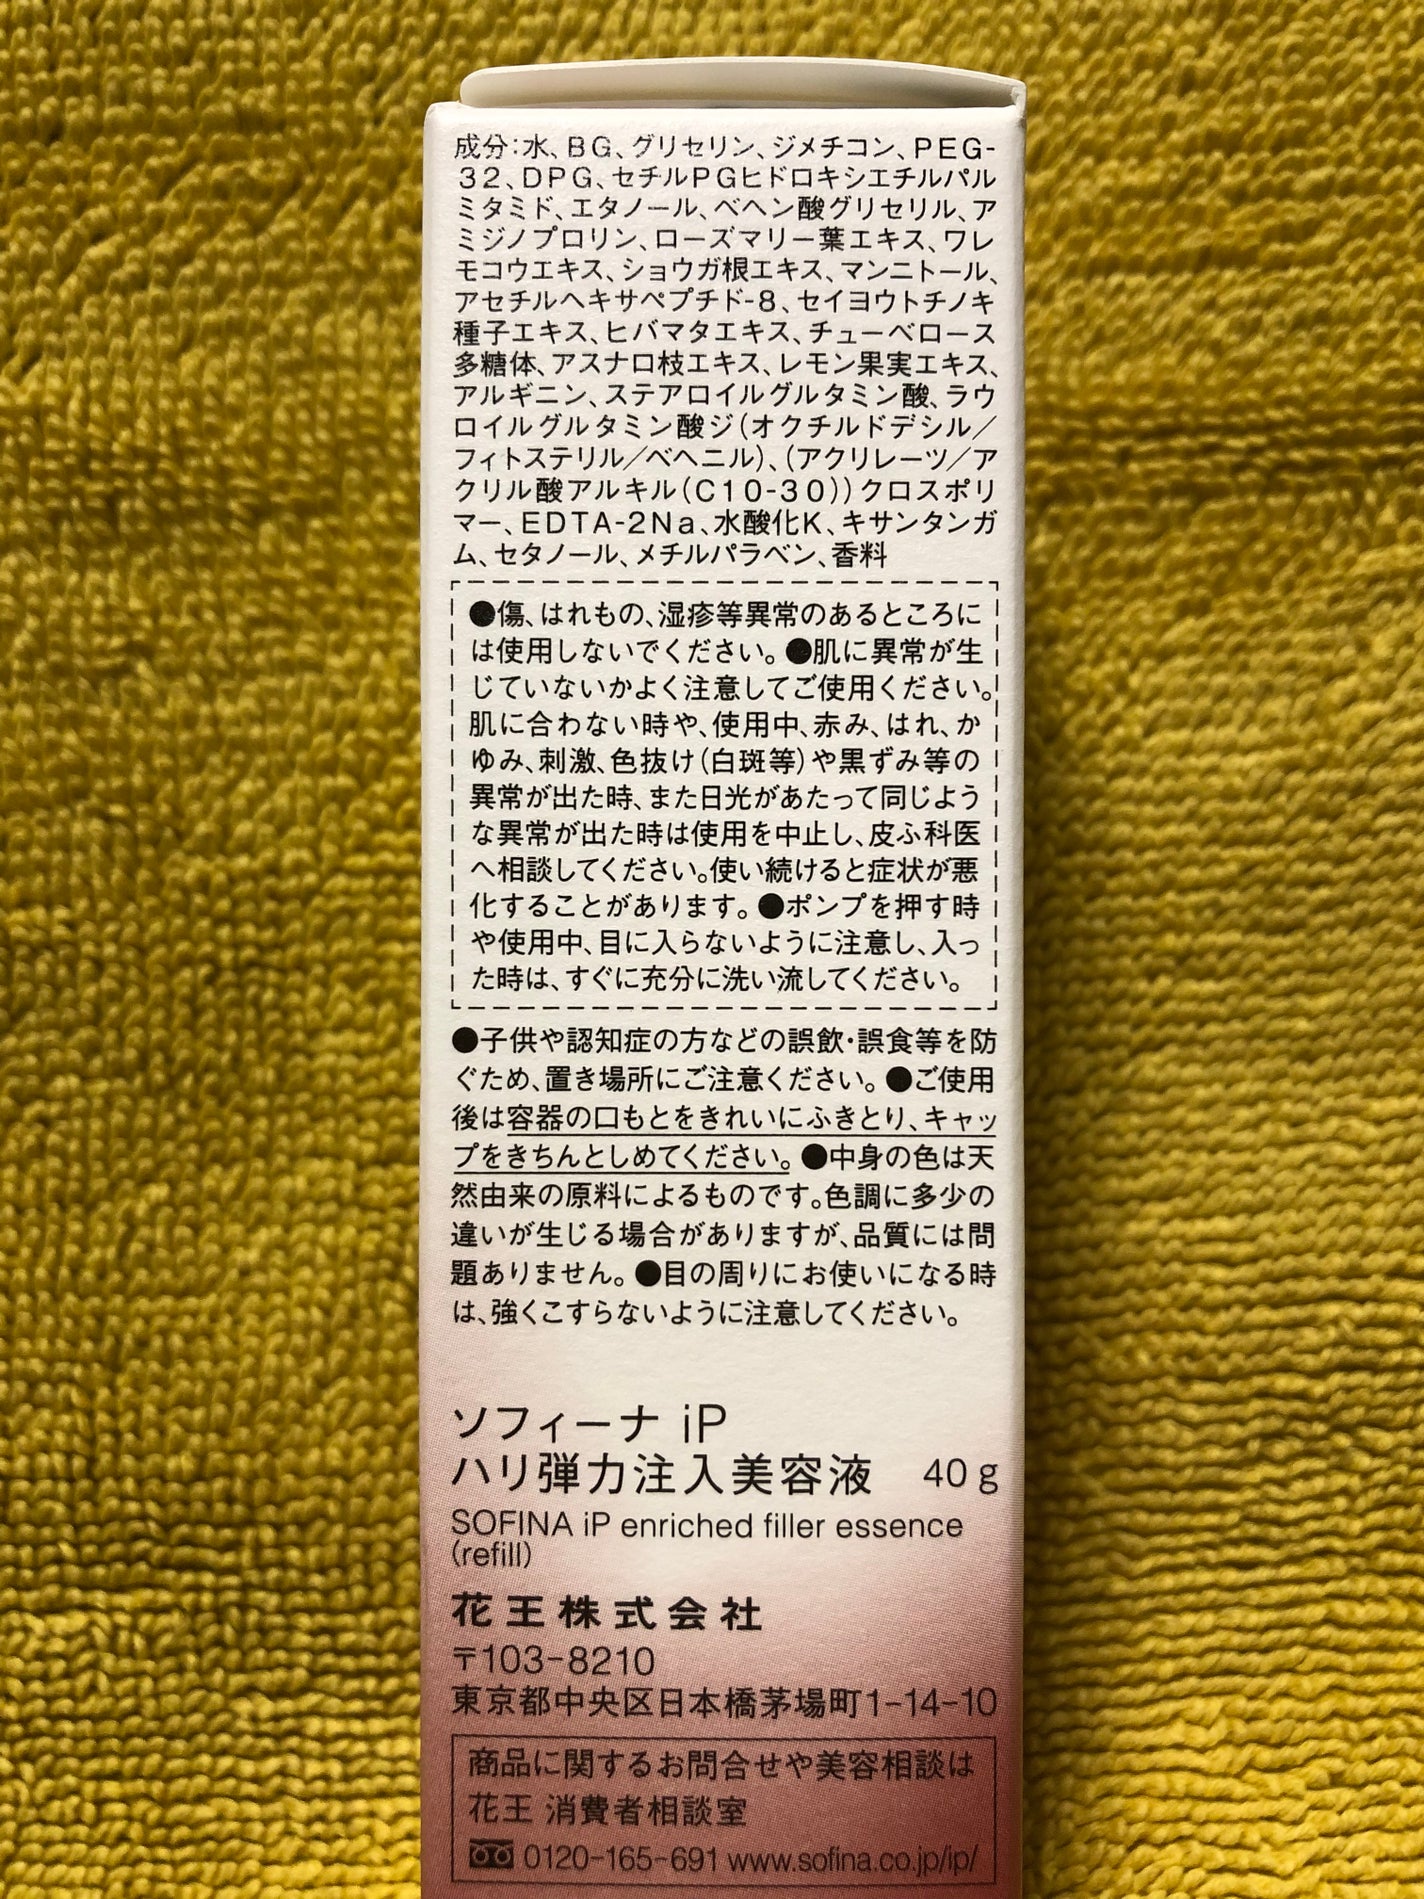 成分：水、BG、グリセリン、ジメチコン、PEG-
32、DPG、セチルPGヒドロキシエチルパル
ミタミド、エタノール、ベヘン酸グリセリル、ア
ミジノプロリン、ローズマリー葉エキス、ワレ
モコウエキス、ショウガ根エキス、マンニトール、
アセチルヘキサペプチド-8、セイヨウトチノキ
種子エキス、ヒバマタエキス、チューベロース
多糖体、アスナロ枝エキス、レモン果実エキス、
アルギニン、ステアロイルグルタミン酸、ラウ
ロイルグルタミン酸ジ（オクチルドデシル／
フィトステリル／ベヘニル）、（アクリレーツ／ア
クリル酸アルキル（C10-30））クロスポリ
マー、EDTA-2Na、水酸化K、キサンタンガ
ム、セタノール、メチルパラベン、香料
●傷、はれもの、湿疹等異常のあるところに
は使用しないでください。●肌に異常が生
じていないかよく注意してご使用ください。
肌に合わない時や、使用中、赤み、はれ、か
ゆみ、刺激、色抜け（白斑等）や黒ずみ等の
異常が出た時、また日光があたって同じよう
な異常が出た時は使用を中止し、皮ふ科医
へ相談してください。使い続けると症状が悪
化することがあります。●ポンプを押す時
や使用中、目に入らないように注意し、入っ
た時は、すぐに充分に洗い流してください。
●子供や認知症の方などの誤飲・誤食等を防
ぐため、置き場所にご注意ください。●ご使用
後は容器の口もとをきれいにふきとり、キャッ
プをきちんとしめてください。●中身の色は天
然由来の原料によるものです。色調に多少の
違いが生じる場合がありますが、品質には問
題ありません。●目の周りにお使いになる時
は、強くこすらないように注意してください。
ソフィーナ iP
ハリ弾力注入美容液 40g
SOFINA iP enriched filler essence
(refill)
花王株式会社
〒103-8210
東京都中央区日本橋茅場町1-14-10
商品に関するお問合せや美容相談は
花王 消費者相談室
0120-165-691 www.sofina.co.jp/ip/